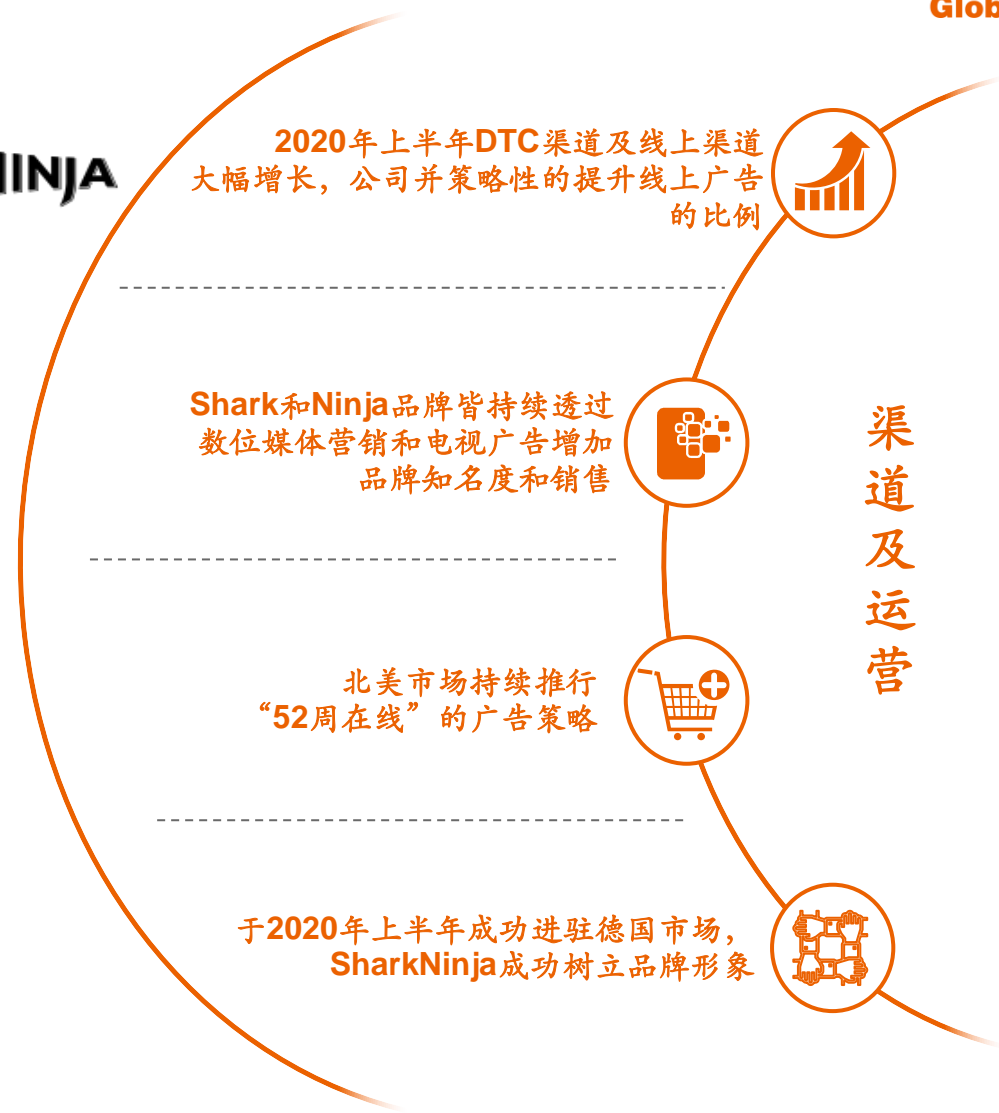 Glob
NINJA
2020年上半年DTC渠道及线上渠道
大幅增长，公司并策略性的提升线上广告
的比例
Shark和Ninja品牌皆持续透过
数位媒体营销和电视广告增加
品牌知名度和销售
北美市场持续推行
“52周在线”的广告策略
于2020年上半年成功进驻德国市场，
SharkNinja成功树立品牌形象
渠
道
及
运
营